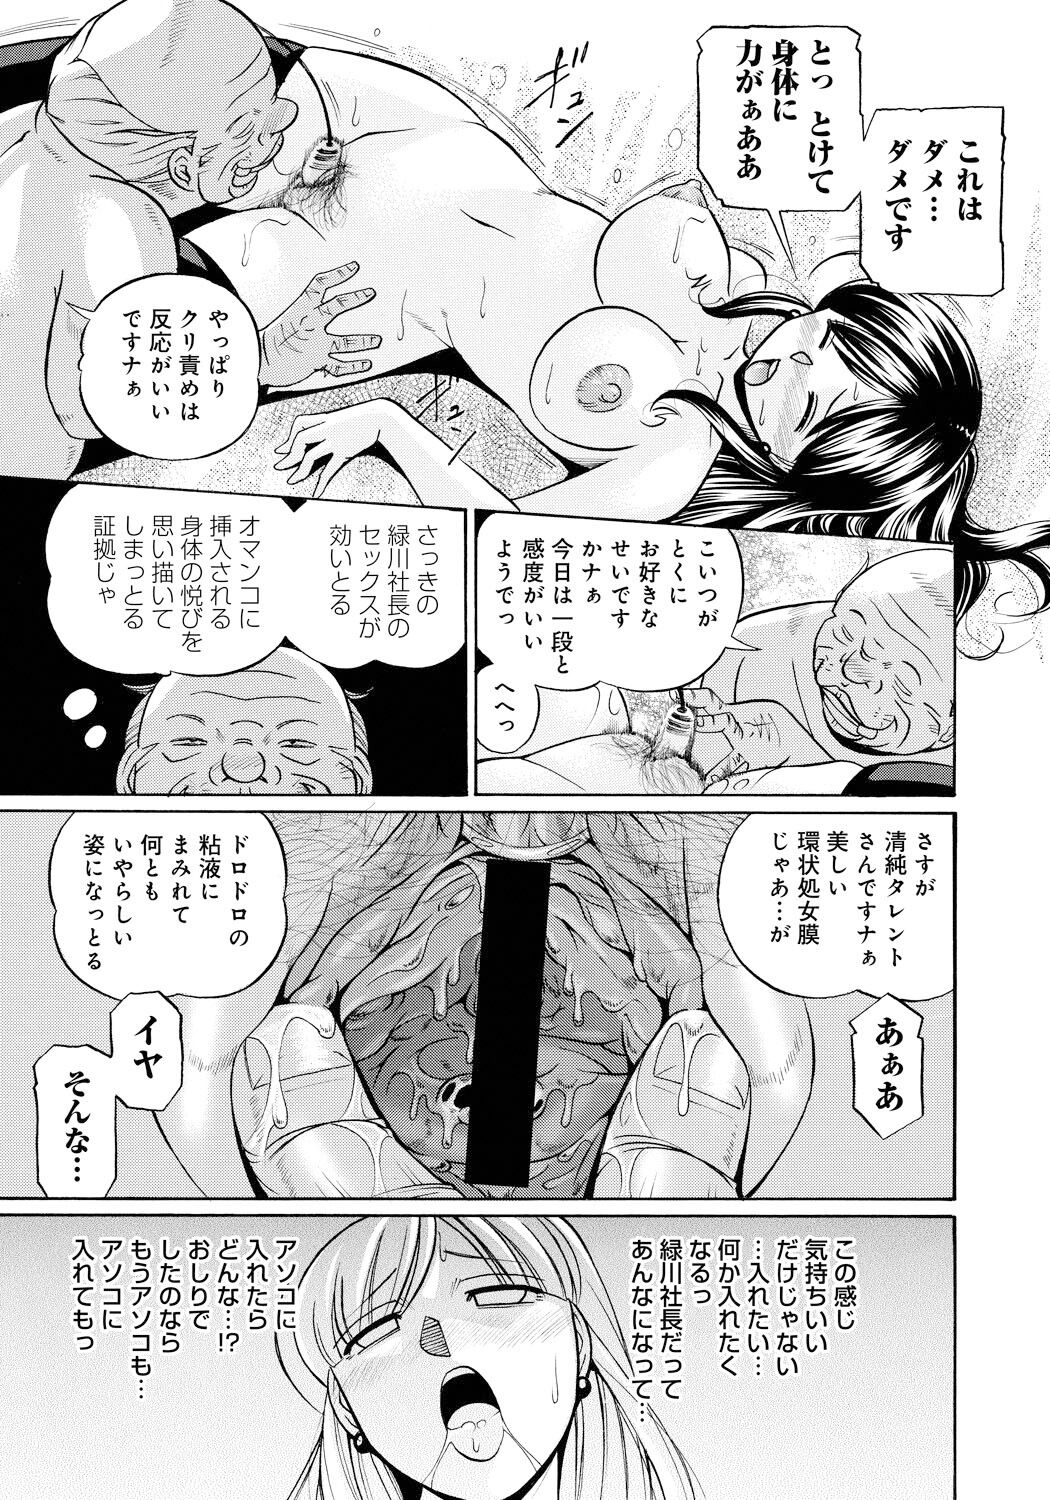 これは
ダメ…
ダメです
とっ とけて
身体に
力がぁああ
ギュン
ギュン
やっぱり
クリ責めは
反応がいい
ですナぁ
こいつが
とくに
お好きな
せいです
かナぁ
今日は一段と
感度がいい
ようでっ
へへっ
さっきの
緑川社長の
セックスが
効いとる
オマンコに
挿入される
身体の悦びを
思い描いて
しまっとる
証拠じゃ
さすが
清純タレント
さんですナぁ
美しい
環状処女膜
じゃあ…が
ドロドロの
粘液に
まみれて
何とも
いやらしい
姿になっとる
あぁあ
イヤ
そんな…
この感じ
気持ちいい
だけじゃない
…入れたい…
何か入れたく
なるっ
緑川社長だって
あんなになって…
アソコに
入れたら
どんな…!?
おしりで
したのなら
もうアソコも…
アソコに
入れてもっ